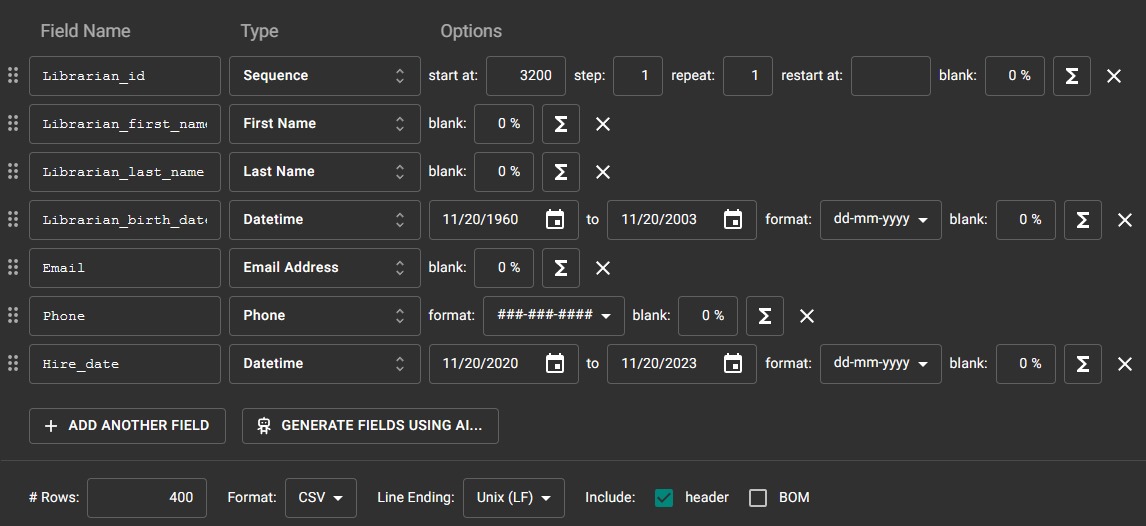 Field Name Type Options
Librarian_id Sequence start at: 3200 step: 1 repeat: 1 restart at: blank: 0 % Σ
Librarian_first_nam First Name blank: 0 % Σ
Librarian_last_name Last Name blank: 0 % Σ
Librarian_birth_dat Datetime 11/20/1960 to 11/20/2003 format: dd-mm-yyyy blank: 0 % Σ
Email Email Address blank: 0 % Σ
Phone Phone format: ###-###-#### blank: 0 % Σ
Hire_date Datetime 11/20/2020 to 11/20/2023 format: dd-mm-yyyy blank: 0 % Σ
+ ADD ANOTHER FIELD GENERATE FIELDS USING AI...
# Rows: 400 Format: CSV Line Ending: Unix (LF) Include: header BOM